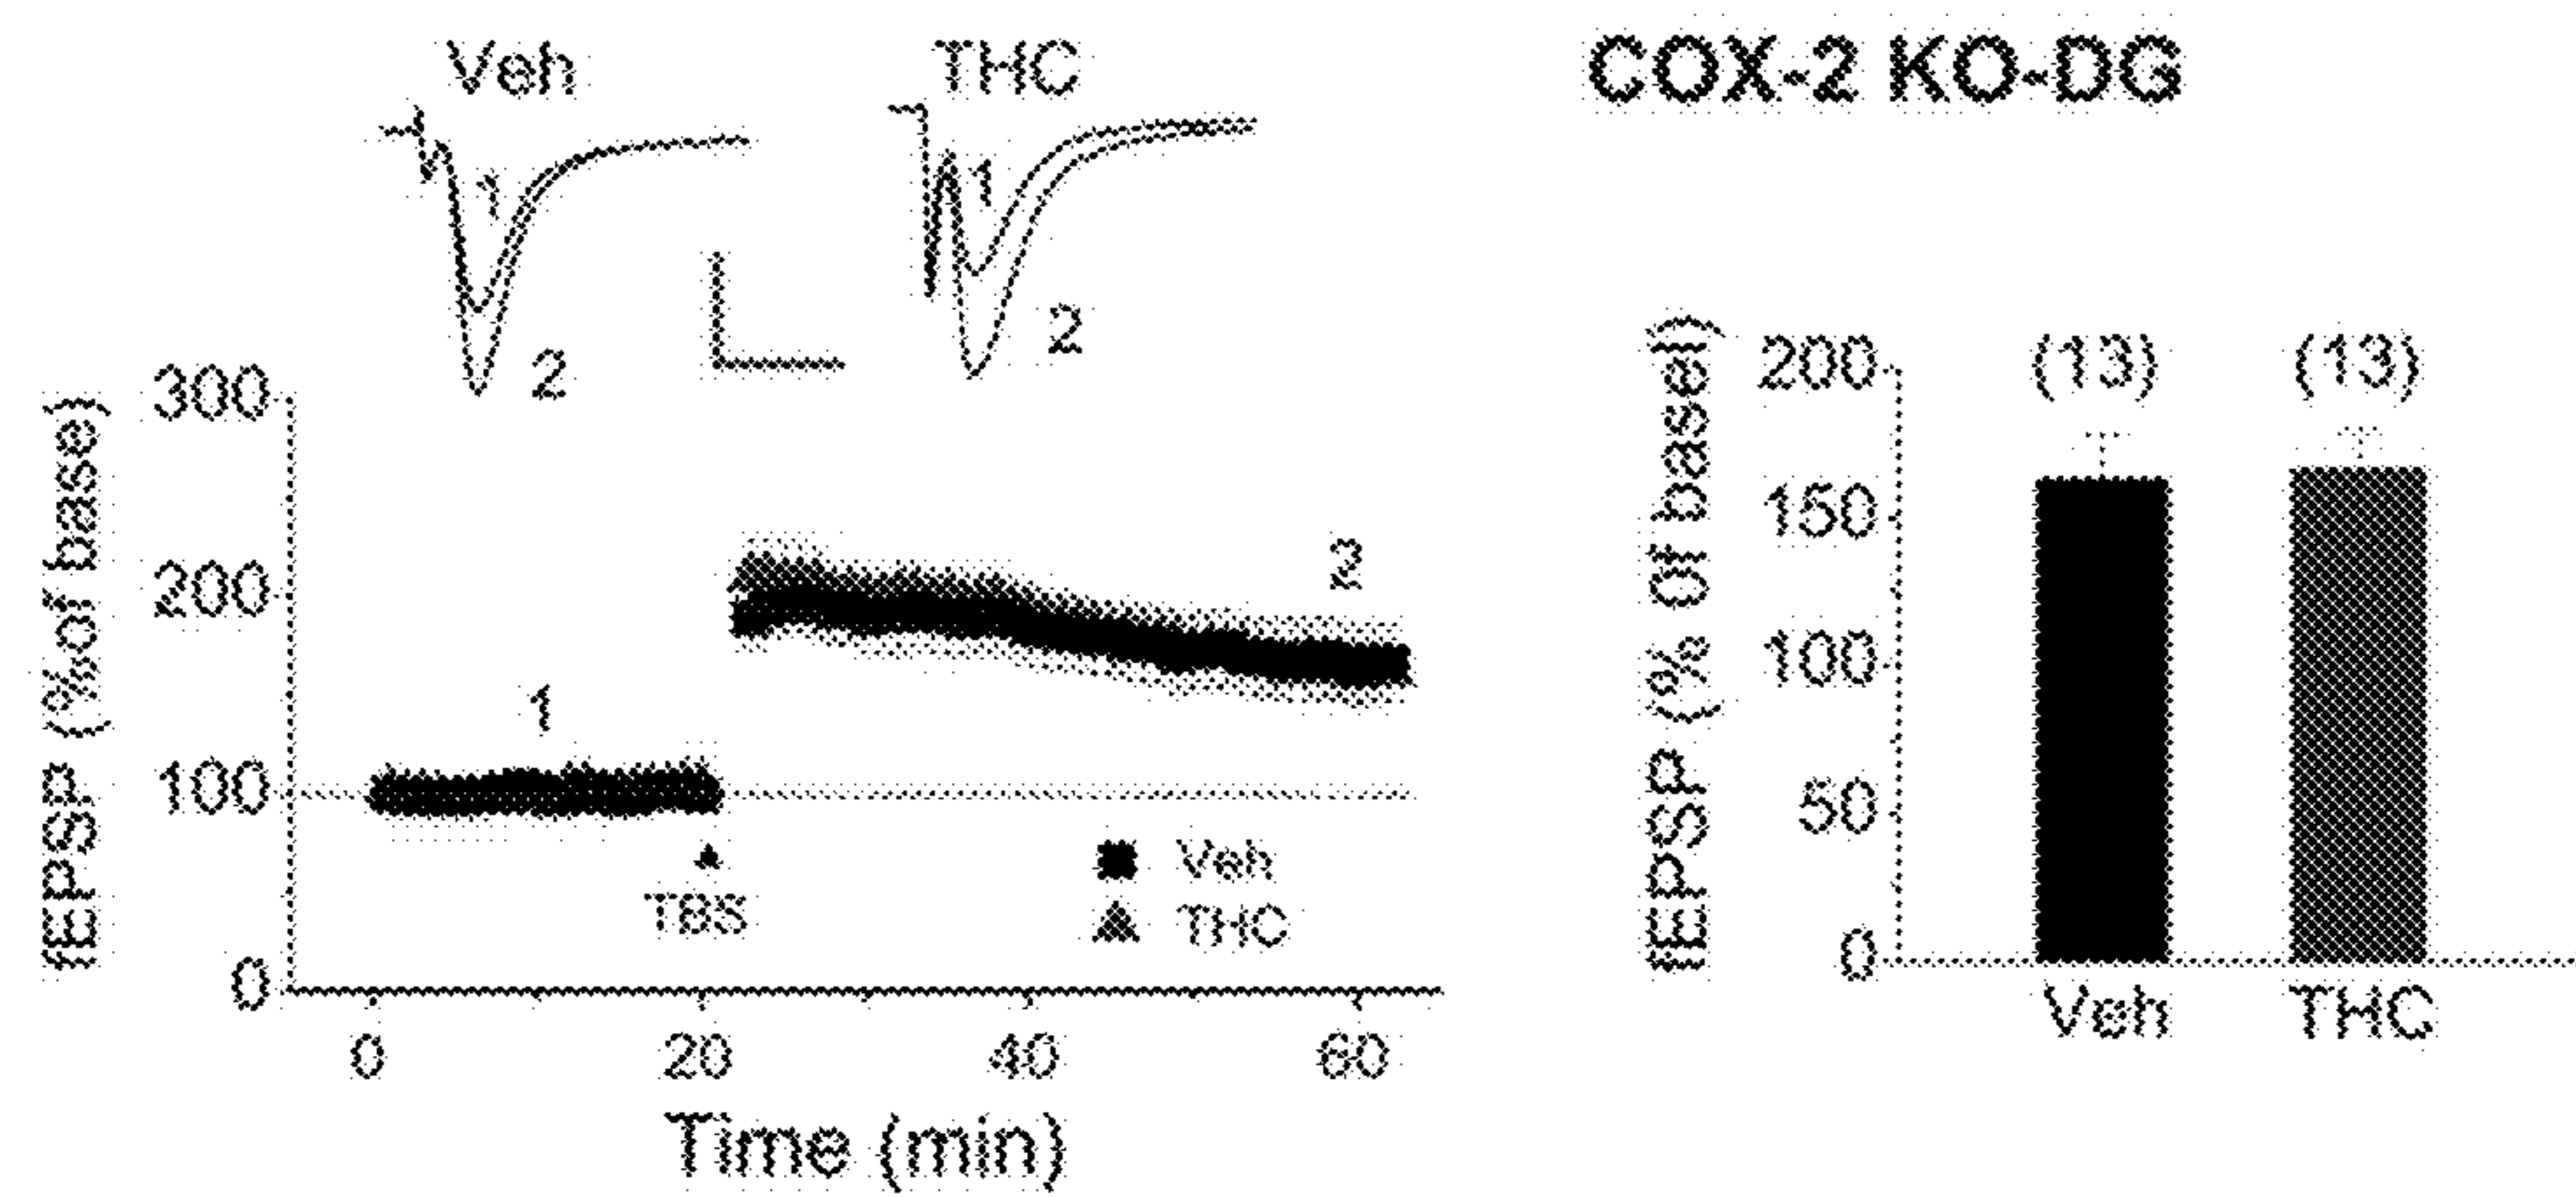 Veh
THC
COX-2 KO-DG
1
2
1
2
fEPSP (%of base)
300
200
100
0
1
2
TBS
Veh
THC
0
20
40
60
Time (min)
fEPSP (% Of basel)
200
150
100
50
0
(13)
(13)
Veh
THC